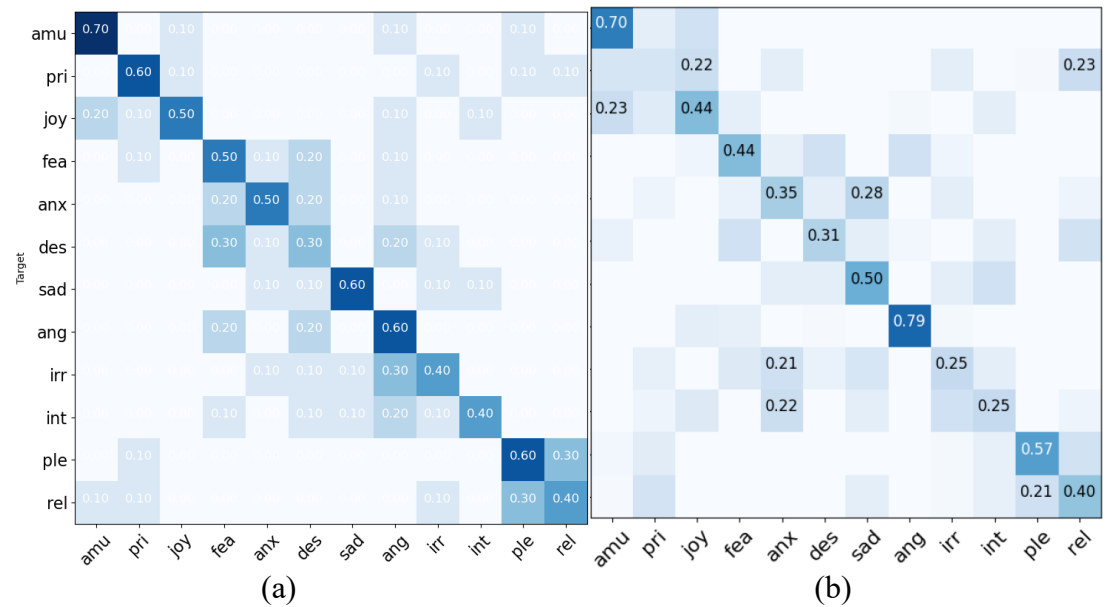 Target
amu 0.70 0.10 0.10 0.10
pri 0.60 0.10 0.10 0.10 0.10
joy 0.20 0.10 0.50 0.10 0.10
fea 0.10 0.50 0.10 0.20 0.10
anx 0.20 0.50 0.20 0.10
des 0.30 0.10 0.30 0.20 0.10
sad 0.10 0.10 0.60 0.10 0.10
ang 0.20 0.20 0.60
irr 0.10 0.10 0.10 0.30 0.40
int 0.10 0.10 0.10 0.20 0.10 0.40
ple 0.10 0.60 0.30
rel 0.10 0.10 0.10 0.30 0.40
amu pri joy fea anx des sad ang irr int ple rel
(a)
0.70
0.22 0.23
0.23 0.44
0.44
0.35 0.28
0.31
0.50
0.79
0.21 0.25
0.22 0.25
0.57
0.21 0.40
amu pri joy fea anx des sad ang irr int ple rel
(b)